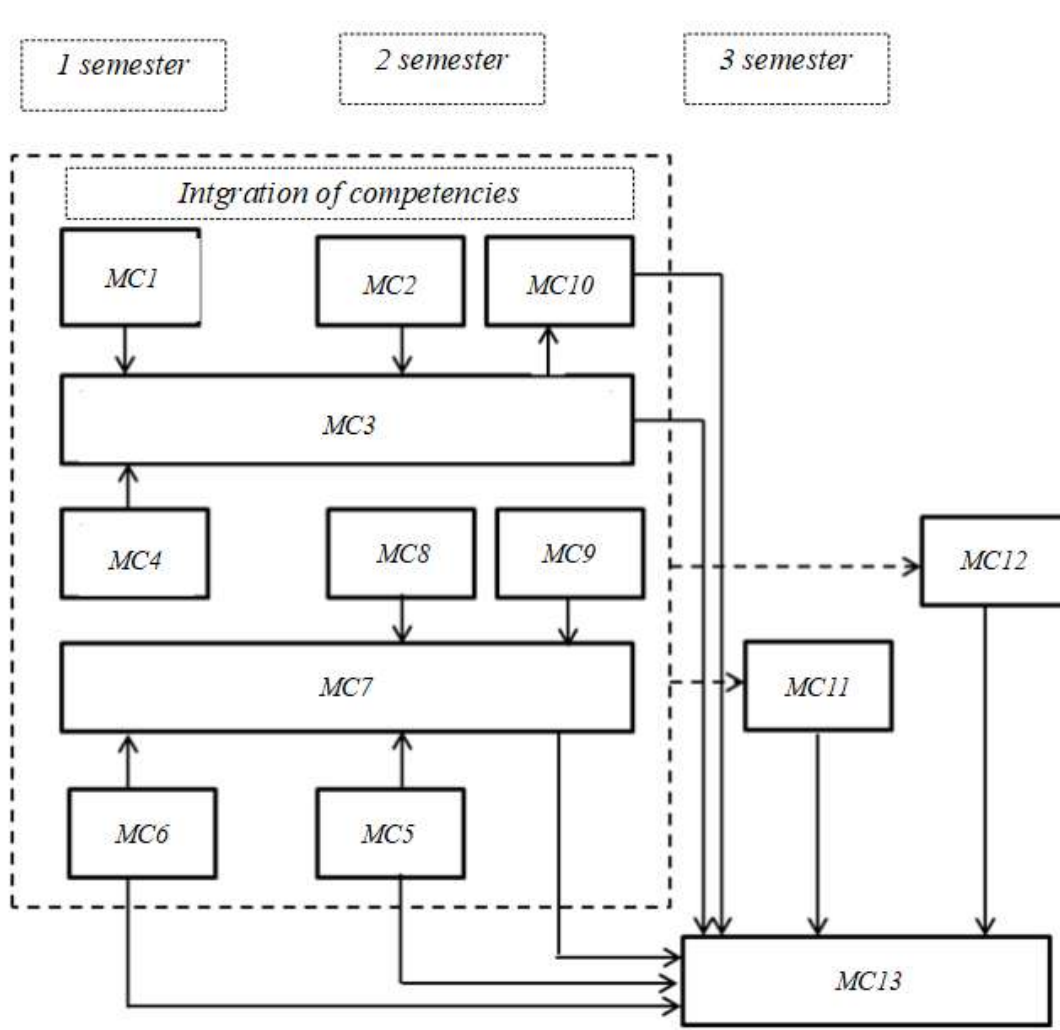 1 semester
2 semester
3 semester
Intgration of competencies
MC1
MC2
MC10
MC3
MC4
MC8
MC9
MC12
MC7
MC11
MC6
MC5
MC13